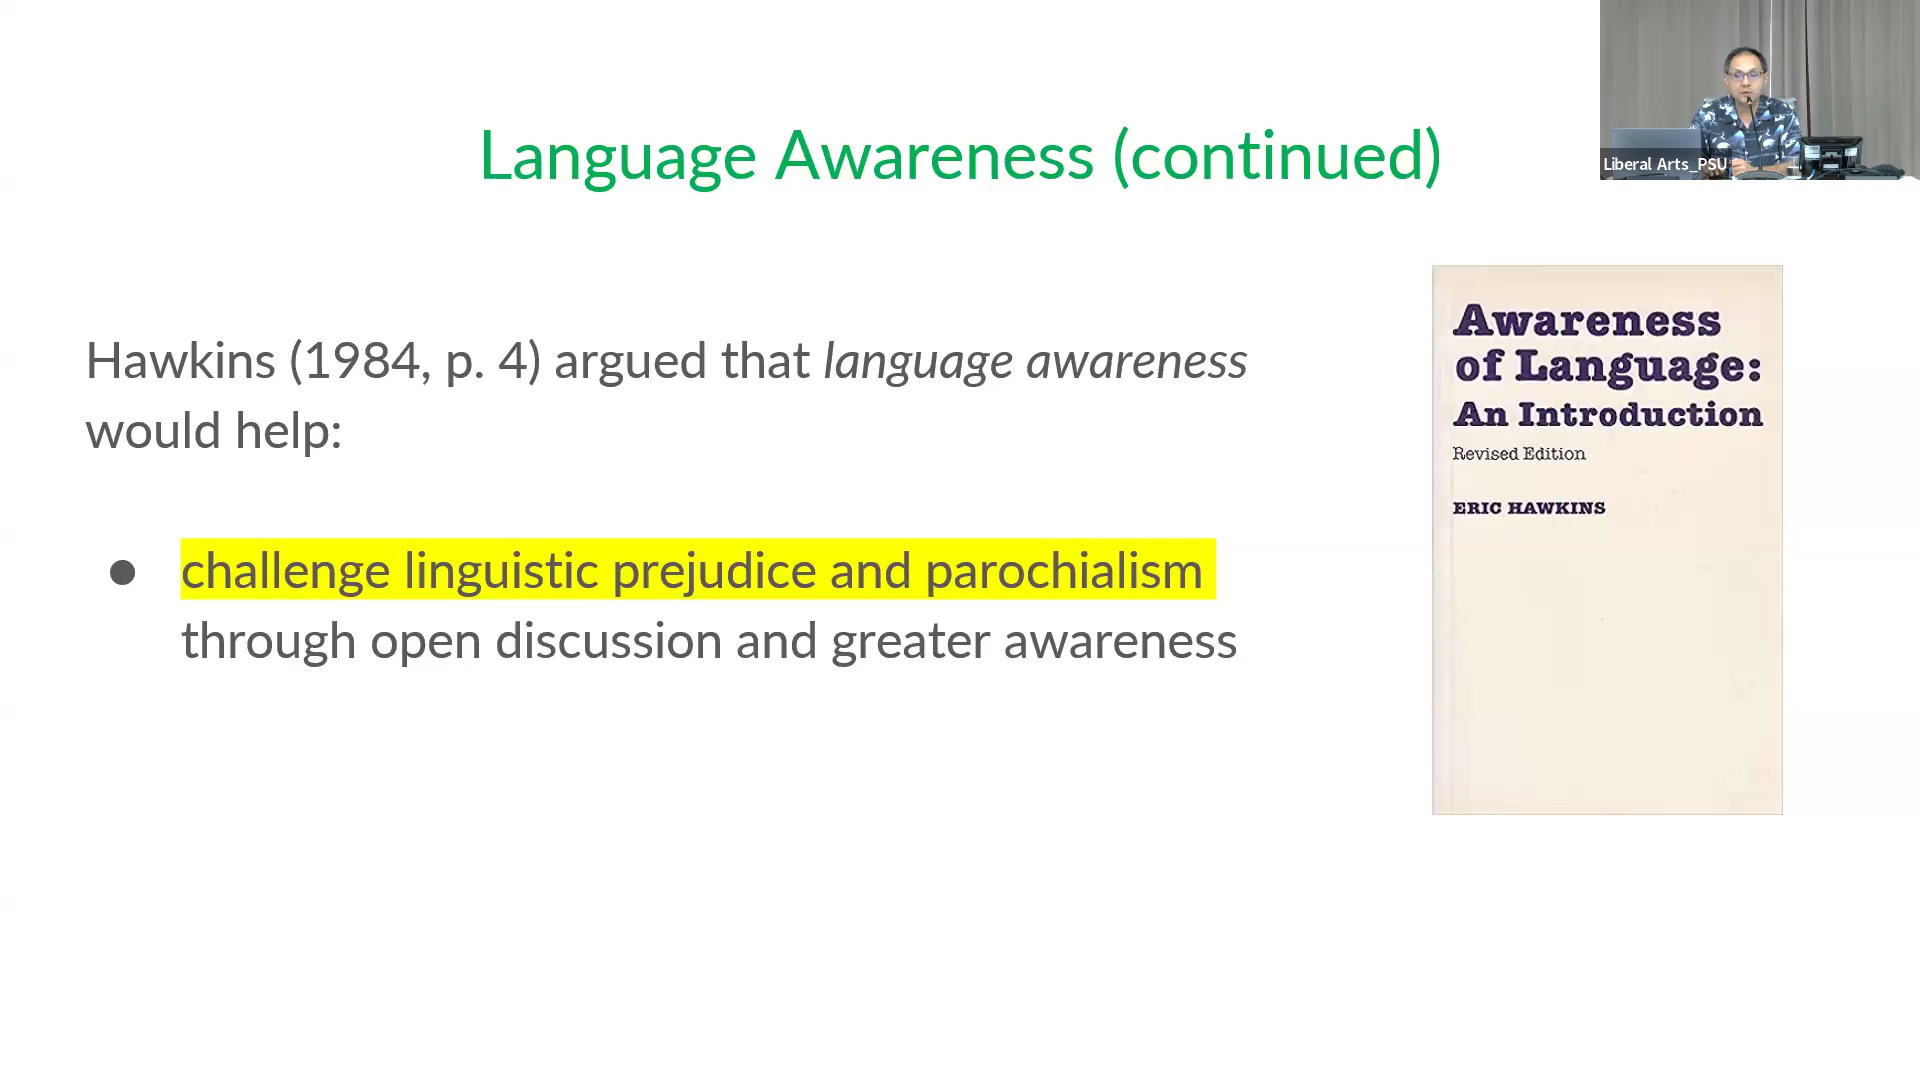 Language Awareness (continued)
Liberal Arts_PSU
Hawkins (1984, p. 4) argued that language awareness
would help:
● challenge linguistic prejudice and parochialism
through open discussion and greater awareness
Awareness
of Language:
An Introduction
Revised Edition
ERIC HAWKINS